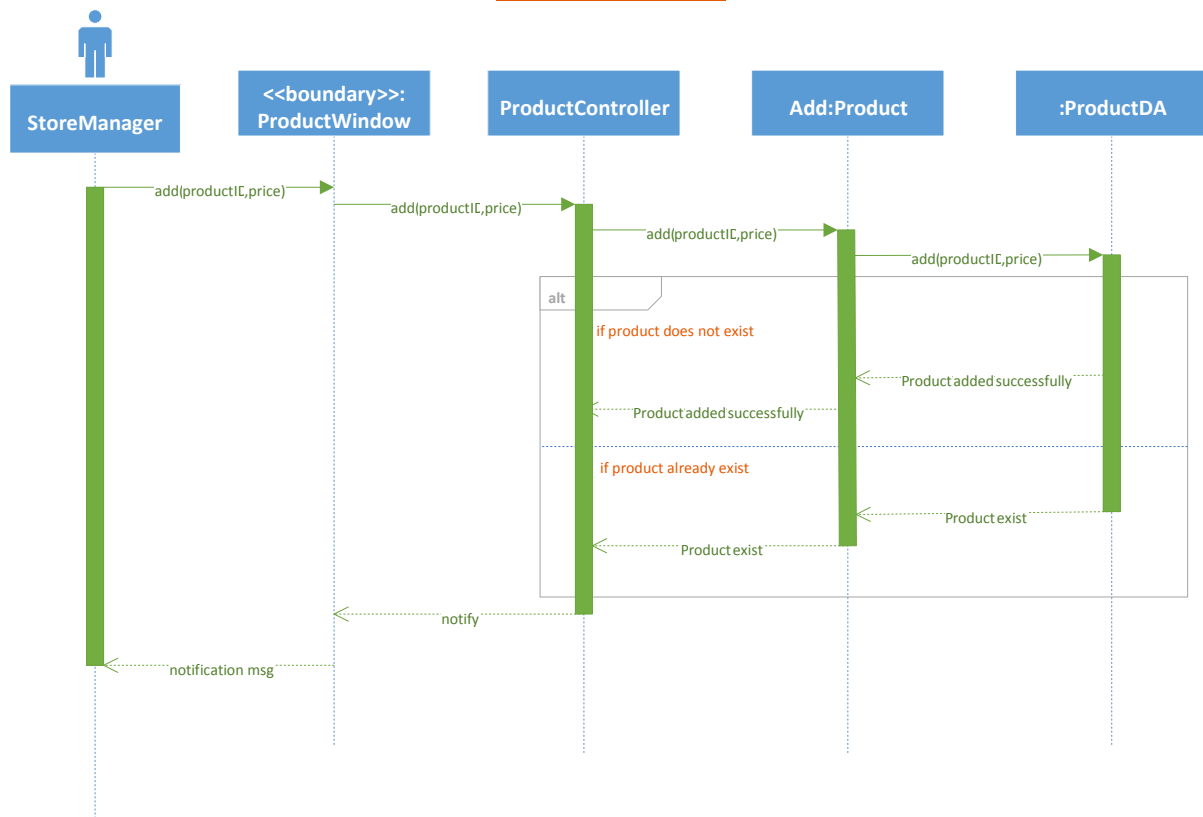 StoreManager
<<boundary>>:
ProductWindow
ProductController
Add:Product
:ProductDA
add(productID,price)
add(productID,price)
add(productID,price)
add(productID,price)
alt
if product does not exist
Product added successfully
Product added successfully
if product already exist
Product exist
Product exist
notify
notification msg